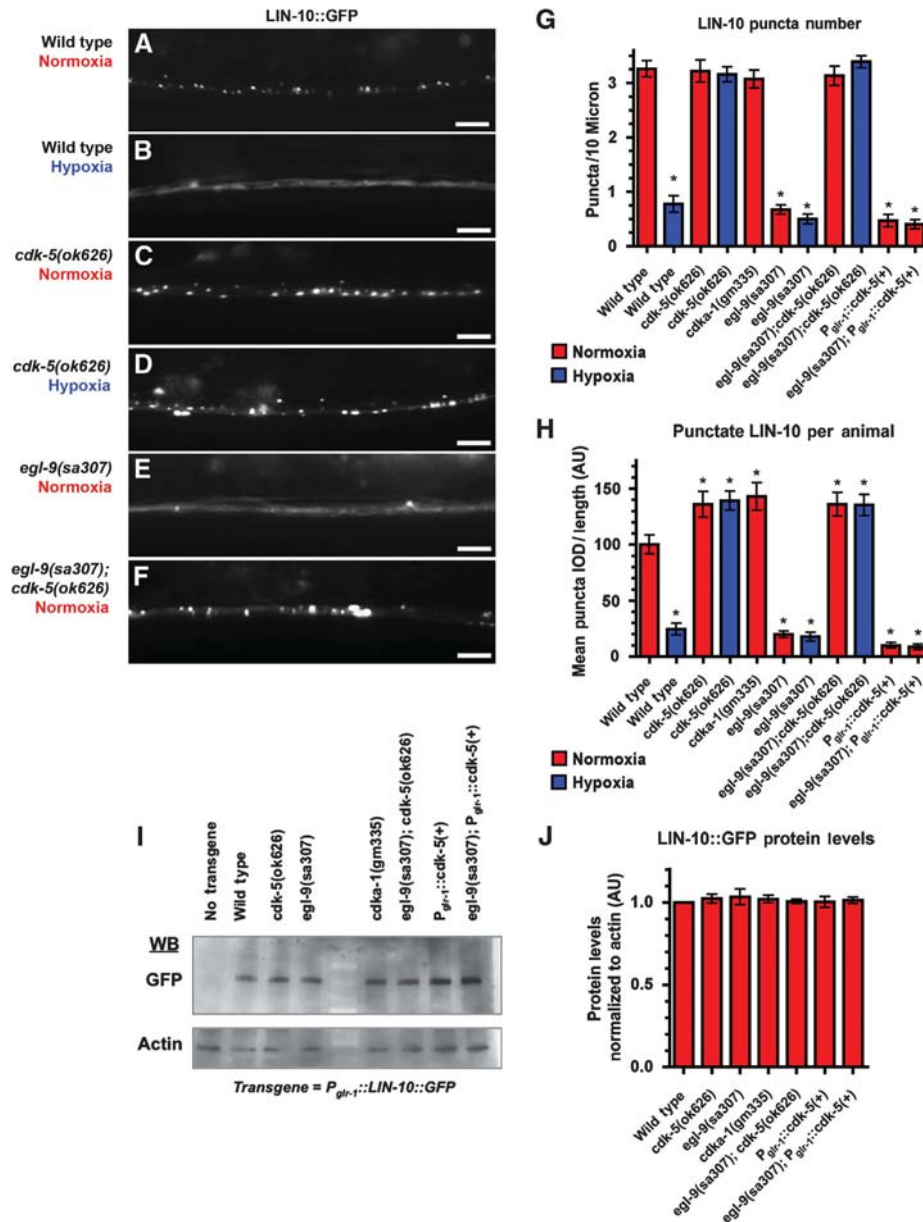 LIN-10::GFP
Wild type
Normoxia
A
Wild type
Hypoxia
B
cdk-5(ok626)
Normoxia
C
cdk-5(ok626)
Hypoxia
D
egl-9(sa307)
Normoxia
E
egl-9(sa307);
cdk-5(ok626)
Normoxia
F
G
LIN-10 puncta number
Puncta/10 Micron
3
2
1
0
* * * * *
Wild type
Wild type
cdk-5(ok626)
cdk-5(ok626)
cdka-1(gm335)
egl-9(sa307)
egl-9(sa307)
egl-9(sa307);cdk-5(ok626)
egl-9(sa307);cdk-5(ok626)
Pglr-1::cdk-5(+)
egl-9(sa307); Pglr-1::cdk-5(+)
Normoxia
Hypoxia
H
Punctate LIN-10 per animal
Mean puncta IOD/ length (AU)
150
100
50
0
* * * * * * * * * *
Wild type
Wild type
cdk-5(ok626)
cdk-5(ok626)
cdka-1(gm335)
egl-9(sa307)
egl-9(sa307)
egl-9(sa307);cdk-5(ok626)
egl-9(sa307);cdk-5(ok626)
Pglr-1::cdk-5(+)
egl-9(sa307); Pglr-1::cdk-5(+)
Normoxia
Hypoxia
I
No transgene
Wild type
cdk-5(ok626)
egl-9(sa307)
cdka-1(gm335)
egl-9(sa307); cdk-5(ok626)
Pglr-1::cdk-5(+)
egl-9(sa307); Pglr-1::cdk-5(+)
WB
GFP
Actin
Transgene = Pglr-1::LIN-10::GFP
J
LIN-10::GFP protein levels
Protein levels
normalized to actin (AU)
1.0
0.5
0.0
Wild type
cdk-5(ok626)
egl-9(sa307)
cdka-1(gm335)
egl-9(sa307); cdk-5(ok626)
Pglr-1::cdk-5(+)
egl-9(sa307); Pglr-1::cdk-5(+)